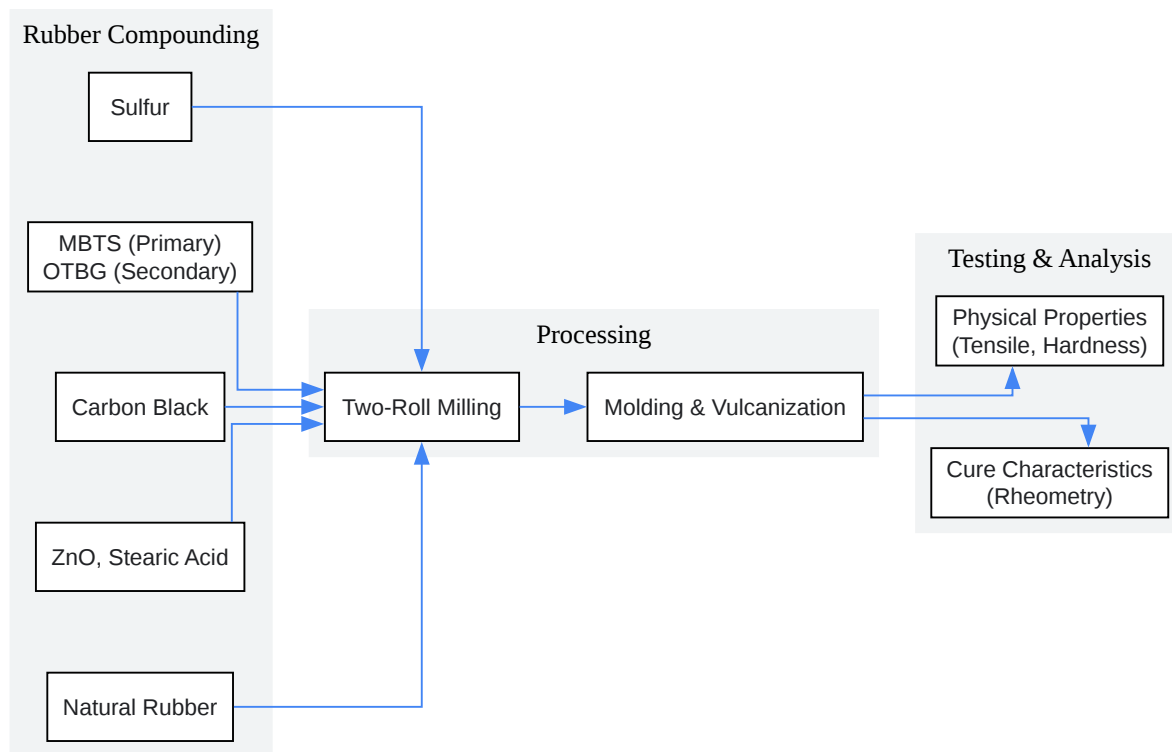 Rubber Compounding
Sulfur
MBTS (Primary)
OTBG (Secondary)
Carbon Black
ZnO, Stearic Acid
Natural Rubber
Processing
Two-Roll Milling
Molding & Vulcanization
Testing & Analysis
Physical Properties
(Tensile, Hardness)
Cure Characteristics
(Rheometry)